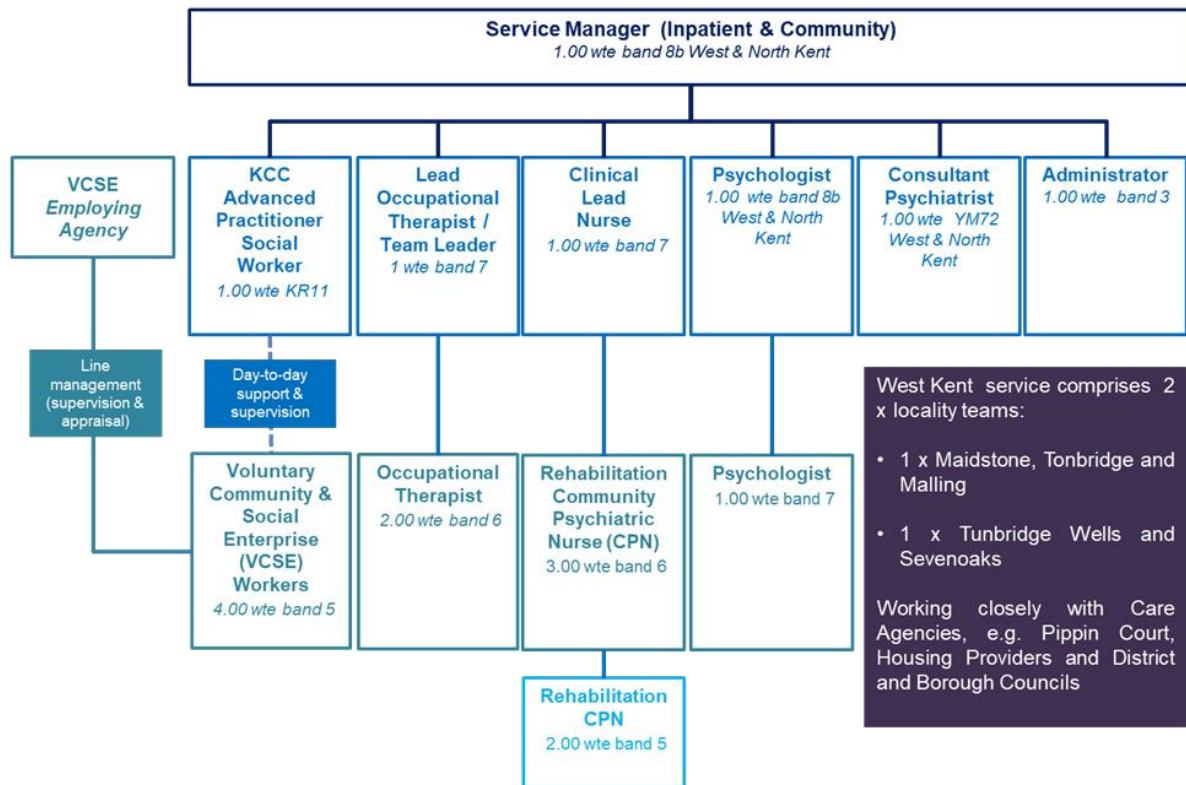 Service Manager (Inpatient & Community)
1.00 wte band 8b West & North Kent
VCSE
Employing
Agency
KCC
Advanced
Practitioner
Social
Worker
1.00 wte KR11
Lead
Occupational
Therapist /
Team Leader
1 wte band 7
Clinical
Lead
Nurse
1.00 wte band 7
Psychologist
1.00 wte band 8b
West & North
Kent
Consultant
Psychiatrist
1.00 wte YM72
West & North
Kent
Administrator
1.00 wte band 3
Line
management
(supervision &
appraisal)
Day-to-day
support &
supervision
Voluntary
Community &
Social
Enterprise
(VCSE)
Workers
4.00 wte band 5
Occupational
Therapist
2.00 wte band 6
Rehabilitation
Community
Psychiatric
Nurse (CPN)
3.00 wte band 6
Psychologist
1.00 wte band 7
Rehabilitation
CPN
2.00 wte band 5
West Kent service comprises 2
x locality teams:
• 1 x Maidstone, Tonbridge and
Malling
• 1 x Tunbridge Wells and
Sevenoaks
Working closely with Care
Agencies, e.g. Pippin Court,
Housing Providers and District
and Borough Councils